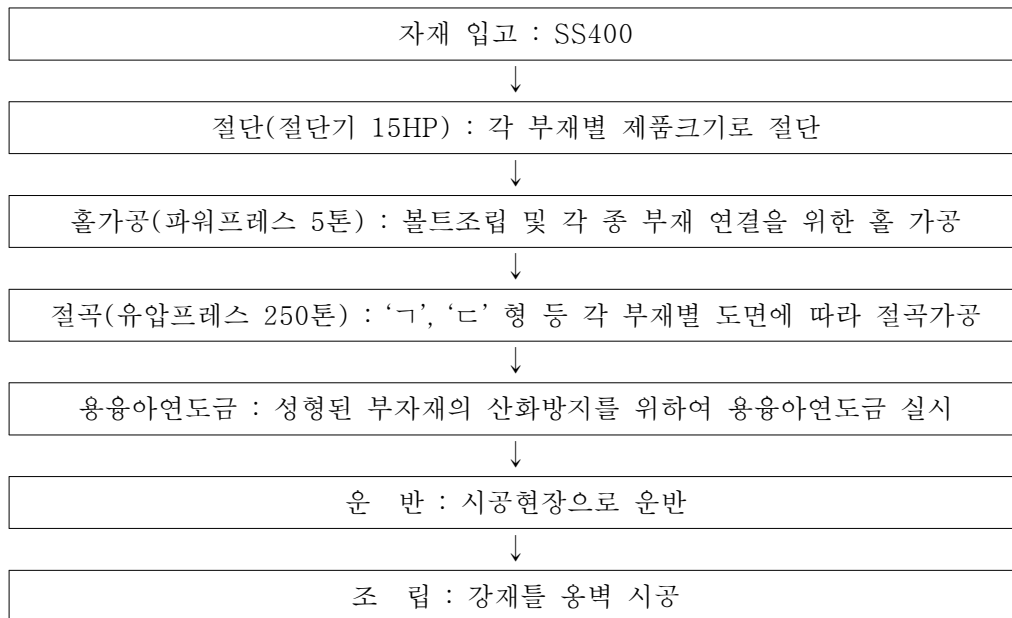 자재 입고 : SS400
↓
절단(절단기 15HP) : 각 부재별 제품크기로 절단
↓
홀가공(파워프레스 5톤) : 볼트조립 및 각 종 부재 연결을 위한 홀 가공
↓
절곡(유압프레스 250톤) : ‘ㄱ’, ‘ㄷ’ 형 등 각 부재별 도면에 따라 절곡가공
↓
용융아연도금 : 성형된 부자재의 산화방지를 위하여 용융아연도금 실시
↓
운 반 : 시공현장으로 운반
↓
조 립 : 강재틀 옹벽 시공